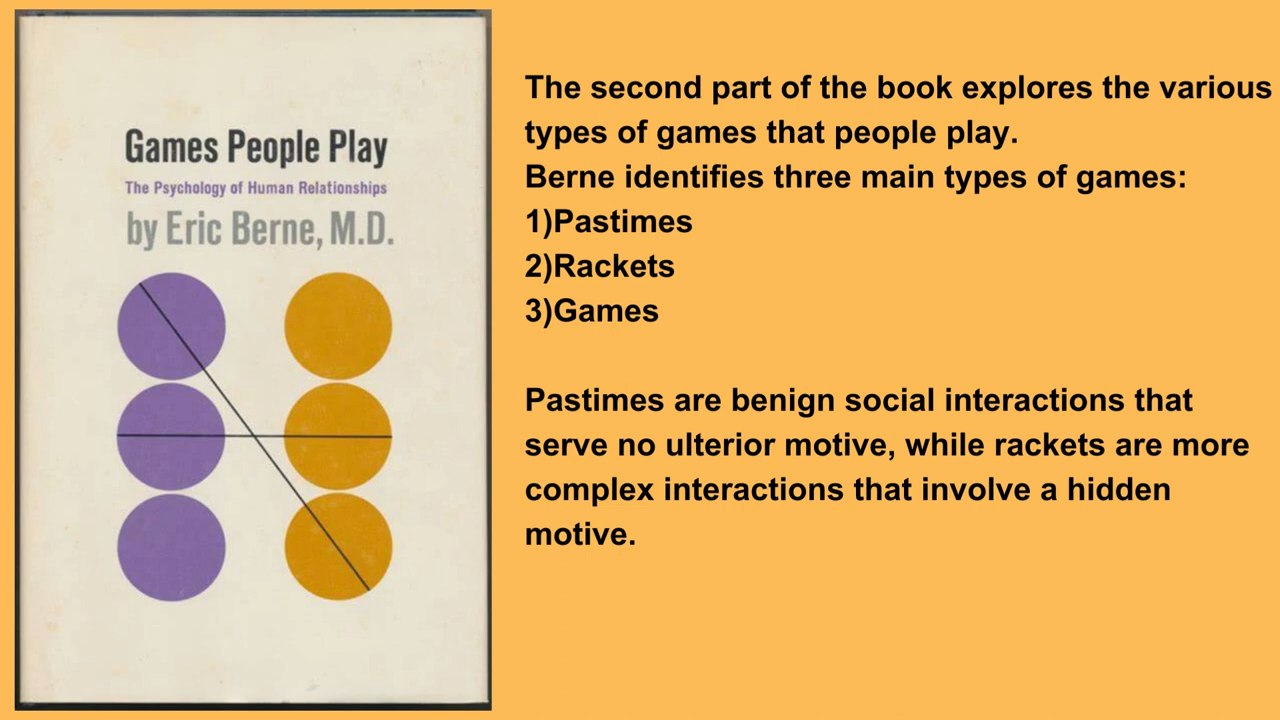 Games People Play
The Psychology of Human Relationships
by Eric Berne, M.D.
The second part of the book explores the various
types of games that people play.
Berne identifies three main types of games:
1)Pastimes
2)Rackets
3)Games
Pastimes are benign social interactions that
serve no ulterior motive, while rackets are more
complex interactions that involve a hidden
motive.